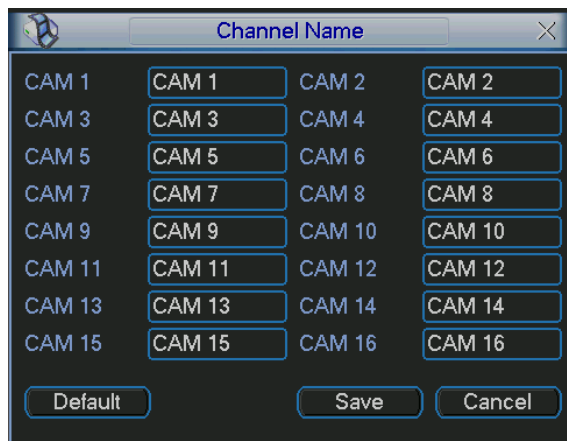 Channel Name
CAM 1 CAM 1 CAM 2 CAM 2
CAM 3 CAM 3 CAM 4 CAM 4
CAM 5 CAM 5 CAM 6 CAM 6
CAM 7 CAM 7 CAM 8 CAM 8
CAM 9 CAM 9 CAM 10 CAM 10
CAM 11 CAM 11 CAM 12 CAM 12
CAM 13 CAM 13 CAM 14 CAM 14
CAM 15 CAM 15 CAM 16 CAM 16
Default Save Cancel